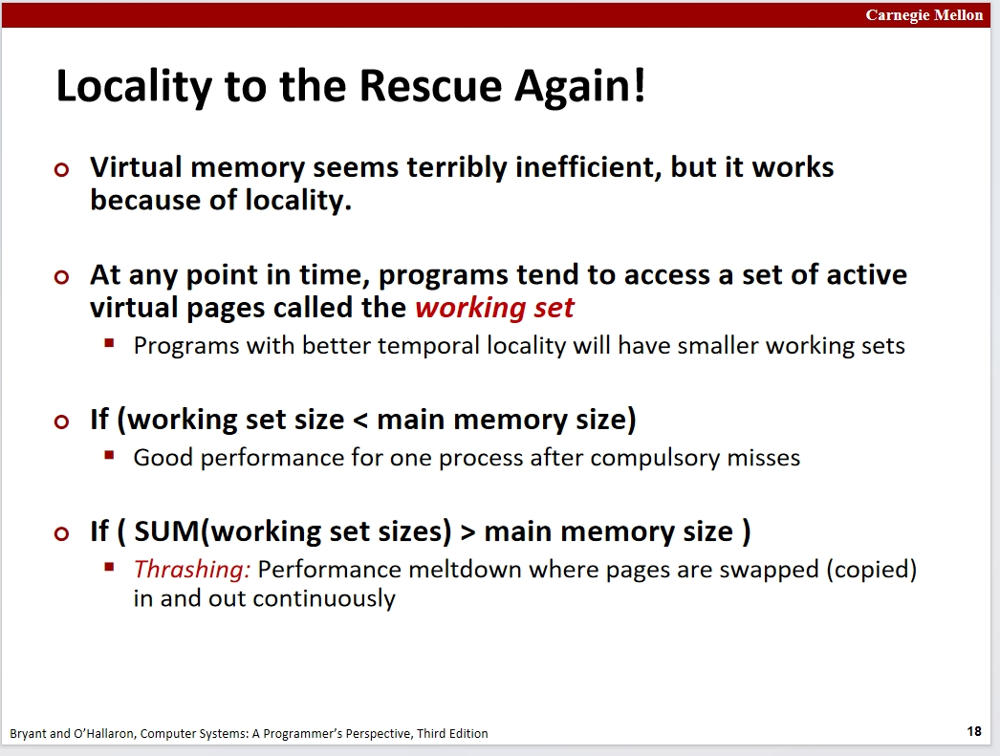 Carnegie Mellon
Locality to the Rescue Again!
Virtual memory seems terribly inefficient, but it works
because of locality.
At any point in time, programs tend to access a set of active
virtual pages called the working set
Programs with better temporal locality will have smaller working sets
If (working set size < main memory size)
Good performance for one process after compulsory misses
If ( SUM(working set sizes) > main memory size )
Thrashing: Performance meltdown where pages are swapped (copied)
in and out continuously
Bryant and O’Hallaron, Computer Systems: A Programmer’s Perspective, Third Edition
18